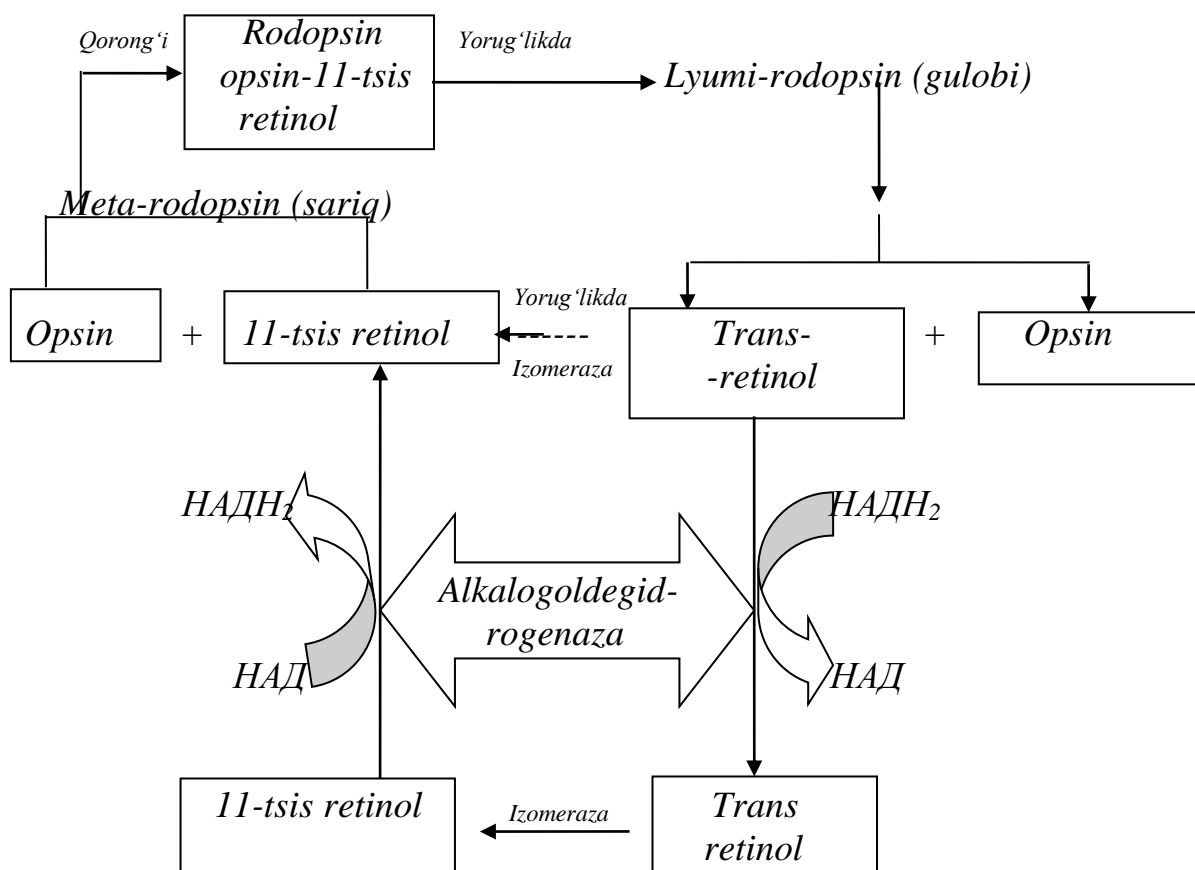 Qorong‘i
Rodopsin
opsin-11-tsis
retinol
Yorug‘likda
Lyumi-rodopsin (gulobi)
Meta-rodopsin (sariq)
Opsin
+
11-tsis retinol
Yorug‘likda
------
Izomeraza
Trans-
-retinol
+
Opsin
НАДН2
НАДН2
Alkalogoldegid-
rogenaza
НАД
НАД
11-tsis retinol
Izomeraza
Trans
retinol